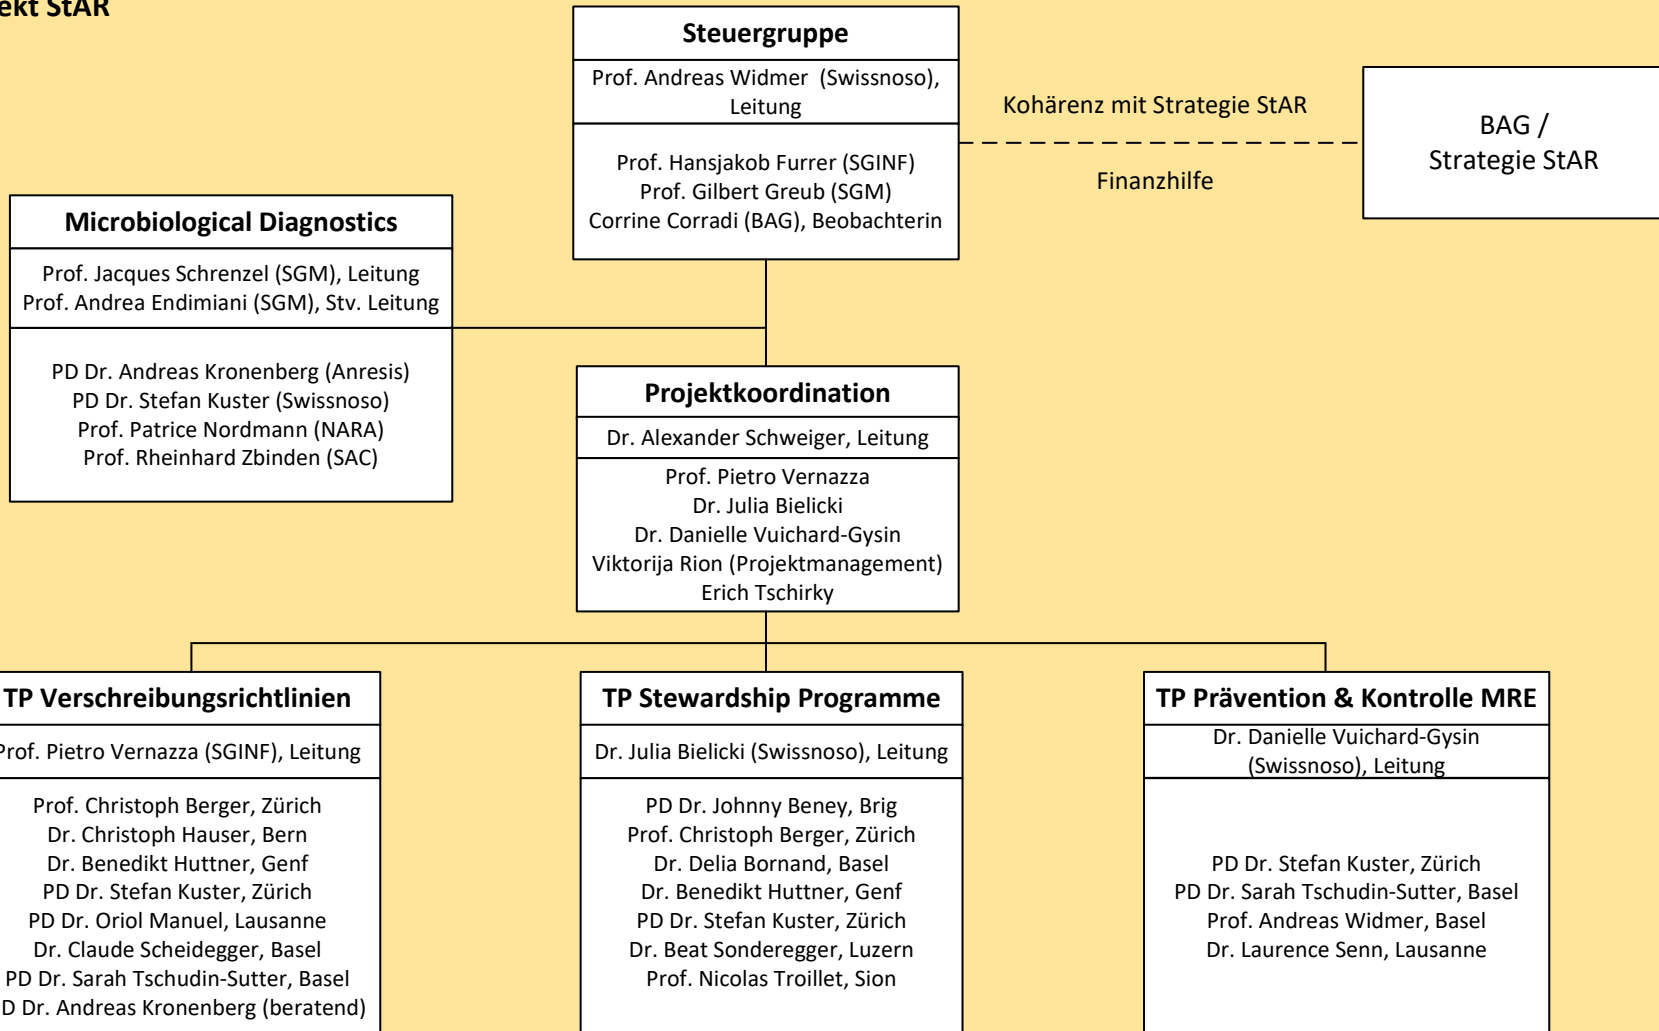 ekt StAR
Steuergruppe
Prof. Andreas Widmer (Swissnoso),
Leitung
Prof. Hansjakob Furrer (SGINF)
Prof. Gilbert Greub (SGM)
Corrine Corradi (BAG), Beobachterin
Kohärenz mit Strategie StAR
Finanzhilfe
BAG /
Strategie StAR
Microbiological Diagnostics
Prof. Jacques Schrenzel (SGM), Leitung
Prof. Andrea Endimiani (SGM), Stv. Leitung
PD Dr. Andreas Kronenberg (Anresis)
PD Dr. Stefan Kuster (Swissnoso)
Prof. Patrice Nordmann (NARA)
Prof. Rheinhard Zbinden (SAC)
Projektkoordination
Dr. Alexander Schweiger, Leitung
Prof. Pietro Vernazza
Dr. Julia Bielicki
Dr. Danielle Vuichard-Gysin
Viktorija Rion (Projektmanagement)
Erich Tschirky
TP Verschreibungsrichtlinien
Prof. Pietro Vernazza (SGINF), Leitung
Prof. Christoph Berger, Zürich
Dr. Christoph Hauser, Bern
Dr. Benedikt Huttner, Genf
PD Dr. Stefan Kuster, Zürich
PD Dr. Oriol Manuel, Lausanne
Dr. Claude Scheidegger, Basel
PD Dr. Sarah Tschudin-Sutter, Basel
D Dr. Andreas Kronenberg (beratend)
TP Stewardship Programme
Dr. Julia Bielicki (Swissnoso), Leitung
PD Dr. Johnny Beney, Brig
Prof. Christoph Berger, Zürich
Dr. Delia Bornand, Basel
Dr. Benedikt Huttner, Genf
PD Dr. Stefan Kuster, Zürich
Dr. Beat Sonderegger, Luzern
Prof. Nicolas Troillet, Sion
TP Prävention & Kontrolle MRE
Dr. Danielle Vuichard-Gysin
(Swissnoso), Leitung
PD Dr. Stefan Kuster, Zürich
PD Dr. Sarah Tschudin-Sutter, Basel
Prof. Andreas Widmer, Basel
Dr. Laurence Senn, Lausanne